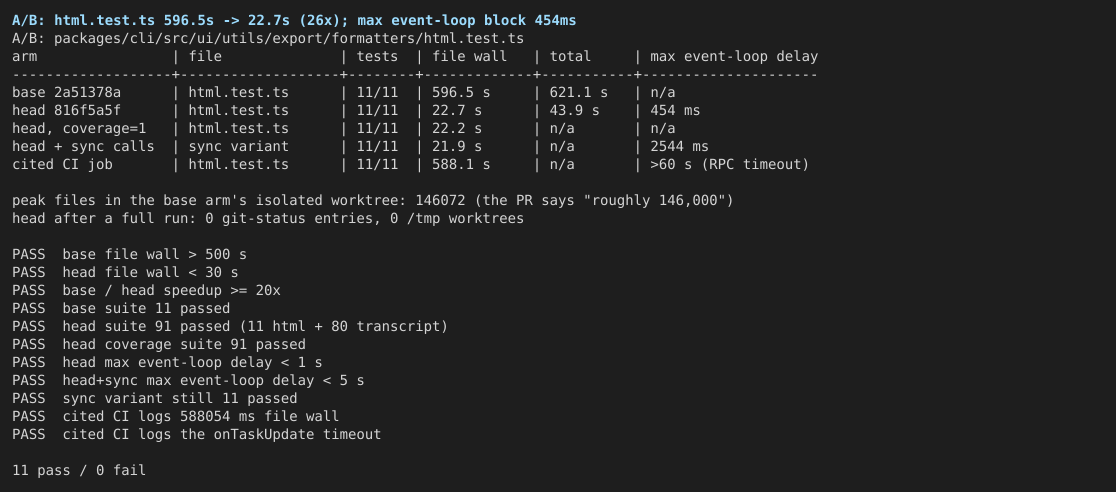 A/B: html.test.ts 596.5s -> 22.7s (26x); max event-loop block 454ms
A/B: packages/cli/src/ui/utils/export/formatters/html.test.ts
arm                | file              | tests  | file wall   | total     | max event-loop delay
-------------------+-------------------+--------+-------------+-----------+---------------------
base 2a51378a      | html.test.ts      | 11/11  | 596.5 s     | 621.1 s   | n/a
head 816f5a5f      | html.test.ts      | 11/11  | 22.7 s      | 43.9 s    | 454 ms
head, coverage=1   | html.test.ts      | 11/11  | 22.2 s      | n/a       | n/a
head + sync calls  | sync variant      | 11/11  | 21.9 s      | n/a       | 2544 ms
cited CI job       | html.test.ts      | 11/11  | 588.1 s     | n/a       | >60 s (RPC timeout)

peak files in the base arm's isolated worktree: 146072 (the PR says "roughly 146,000")
head after a full run: 0 git-status entries, 0 /tmp worktrees

PASS  base file wall > 500 s
PASS  head file wall < 30 s
PASS  base / head speedup >= 20x
PASS  base suite 11 passed
PASS  head suite 91 passed (11 html + 80 transcript)
PASS  head coverage suite 91 passed
PASS  head max event-loop delay < 1 s
PASS  head+sync max event-loop delay < 5 s
PASS  sync variant still 11 passed
PASS  cited CI logs 588054 ms file wall
PASS  cited CI logs the onTaskUpdate timeout

11 pass / 0 fail